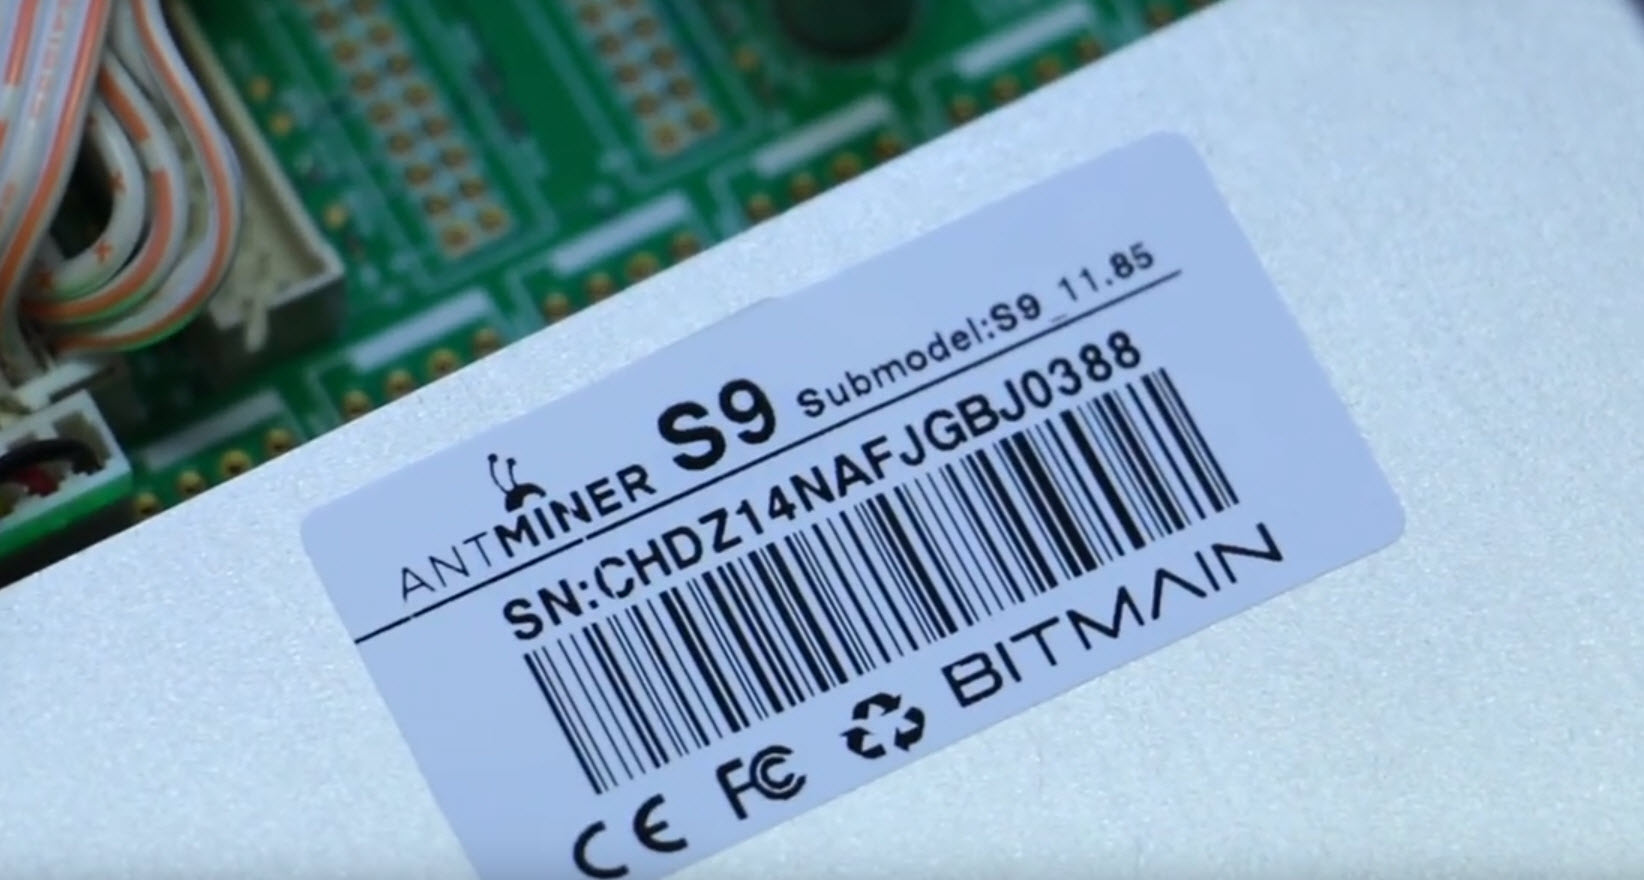 ANTMINER S9 Submodel:S9_11.85
SN:CHDZ14NAFJGBJ0388
CE FC BITMAIN